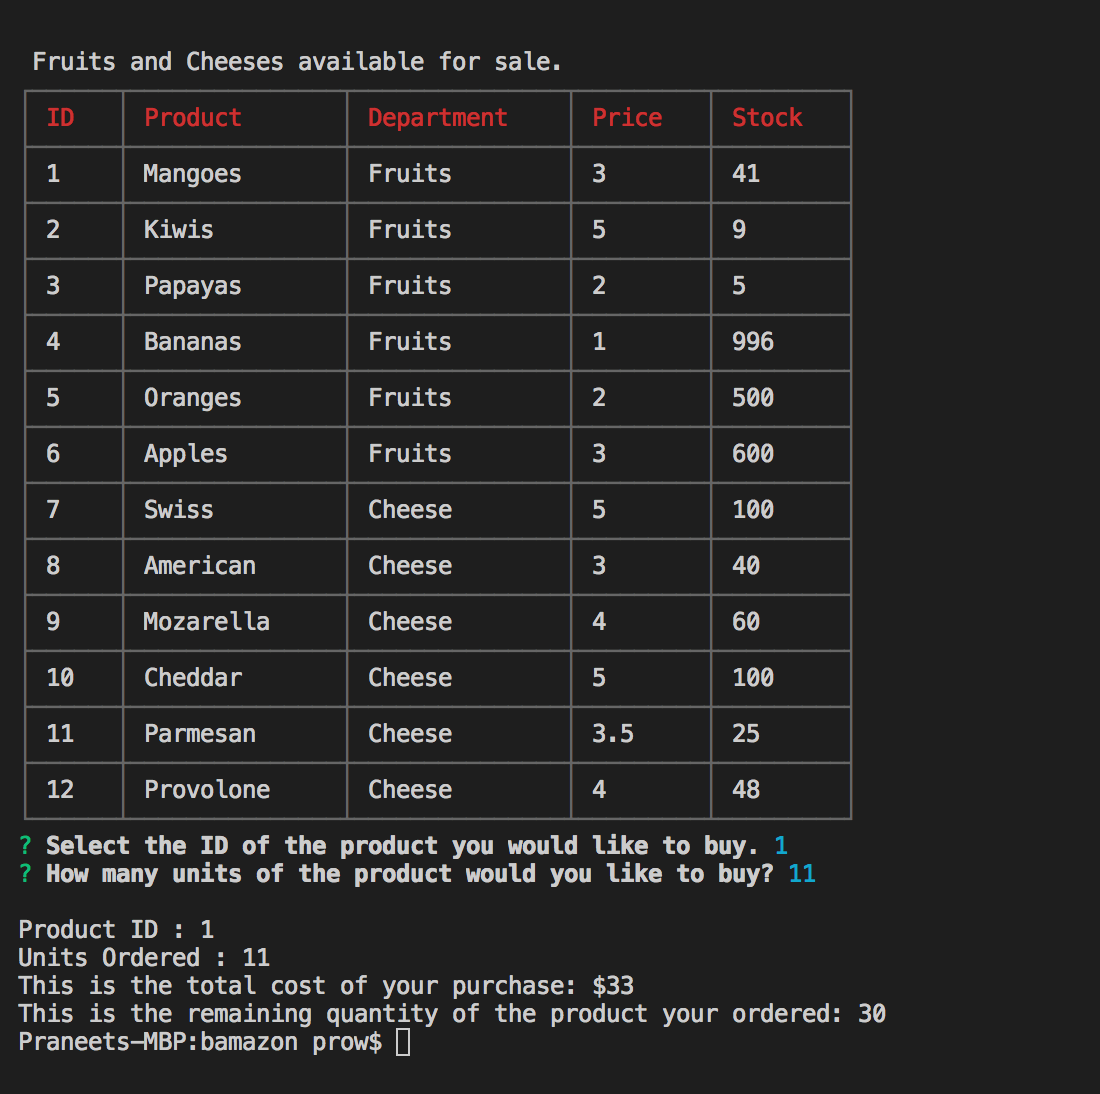 Fruits and Cheeses available for sale.
ID Product Department Price Stock
1 Mangoes Fruits 3 41
2 Kiwis Fruits 5 9
3 Papayas Fruits 2 5
4 Bananas Fruits 1 996
5 Oranges Fruits 2 500
6 Apples Fruits 3 600
7 Swiss Cheese 5 100
8 American Cheese 3 40
9 Mozarella Cheese 4 60
10 Cheddar Cheese 5 100
11 Parmesan Cheese 3.5 25
12 Provolone Cheese 4 48
? Select the ID of the product you would like to buy. 1
? How many units of the product would you like to buy? 11
Product ID : 1
Units Ordered : 11
This is the total cost of your purchase: $33
This is the remaining quantity of the product your ordered: 30
Praneets-MBP:bamazon prow$